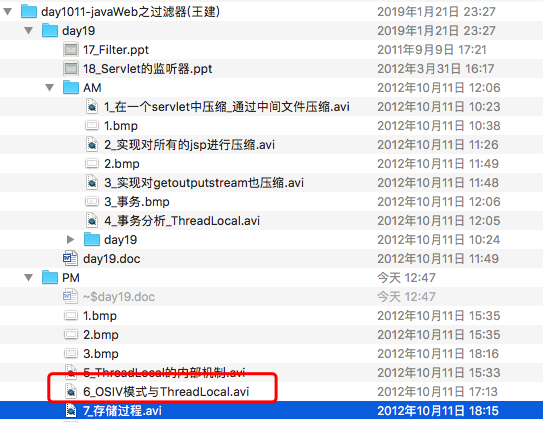 day1011-javaWeb之过滤器(王建) 2019年1月21日 23:27
day19 2019年1月21日 23:27
17_Filter.ppt 2011年9月9日 17:21
18_Servlet的监听器.ppt 2012年3月31日 16:17
AM 2012年10月11日 12:06
1_在一个servlet中压缩_通过中间文件压缩.avi 2012年10月11日 10:23
1.bmp 2012年10月11日 10:38
2_实现对所有的jsp进行压缩.avi 2012年10月11日 11:26
2.bmp 2012年10月11日 11:49
3_实现对getoutputstream也压缩.avi 2012年10月11日 11:48
3_事务.bmp 2012年10月11日 12:06
4_事务分析_ThreadLocal.avi 2012年10月11日 12:05
day19 2012年10月11日 10:24
day19.doc 2012年10月11日 11:49
PM 今天 12:47
~$day19.doc 今天 12:47
1.bmp 2012年10月11日 15:35
2.bmp 2012年10月11日 15:35
3.bmp 2012年10月11日 18:16
5_ThreadLocal的内部机制.avi 2012年10月11日 15:33
6_OSIV模式与ThreadLocal.avi 2012年10月11日 17:13
7_存储过程.avi 2012年10月11日 18:15